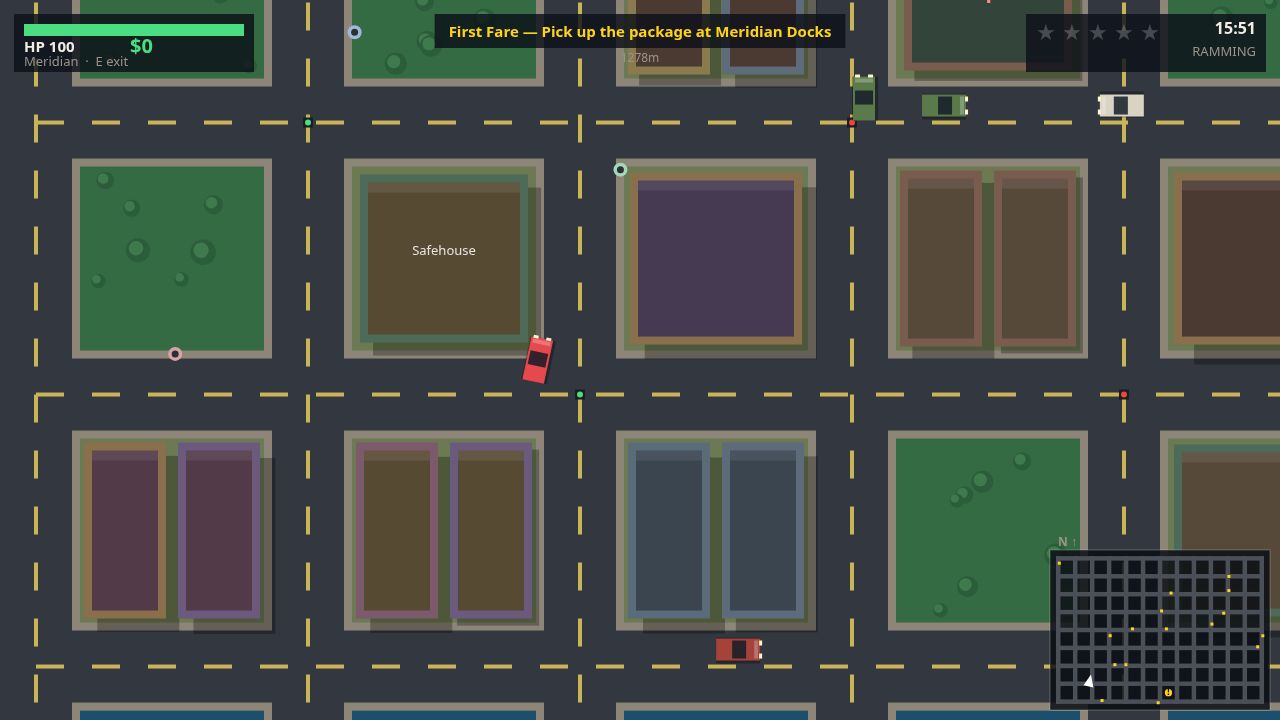 HP 100
$0
Meridian · E exit
First Fare — Pick up the package at Meridian Docks
1278m
★★★★★
15:51
RAMMING
Safehouse
N ↑